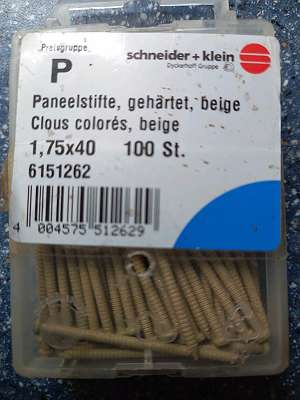 Preisgruppe
P
schneider + klein
Dyckerhoff Gruppe
Paneelstifte, gehärtet, beige
Clous colorés, beige
1,75x40 100 St.
6151262
4 004575 512629